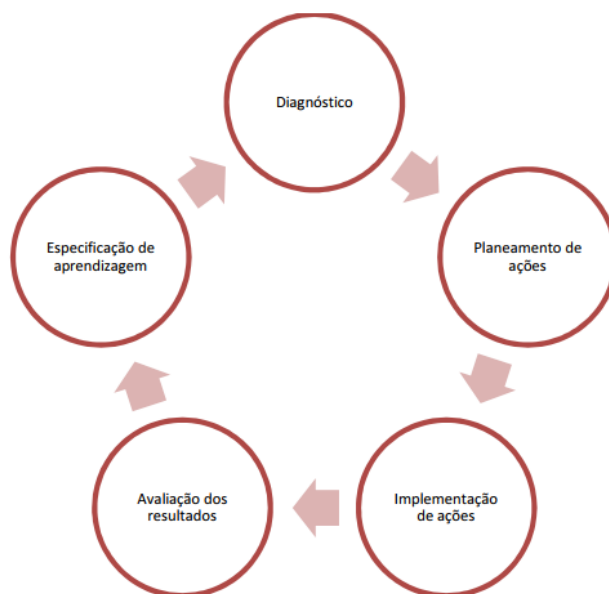 Diagnóstico
Planeamento de
ações
Implementação
de ações
Avaliação dos
resultados
Especificação de
aprendizagem